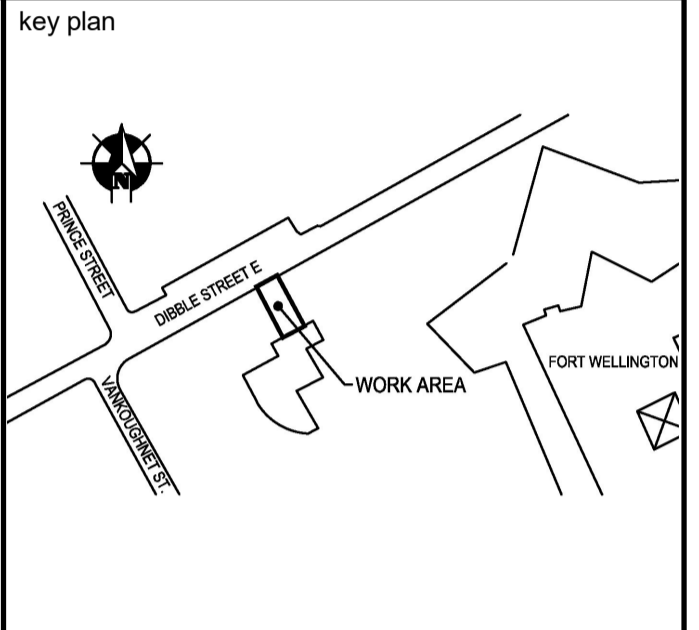 key plan
N
PRINCE STREET
DIBBLE STREET E
FORT WELLINGTON
WORK AREA
VANKOUGHNET ST.